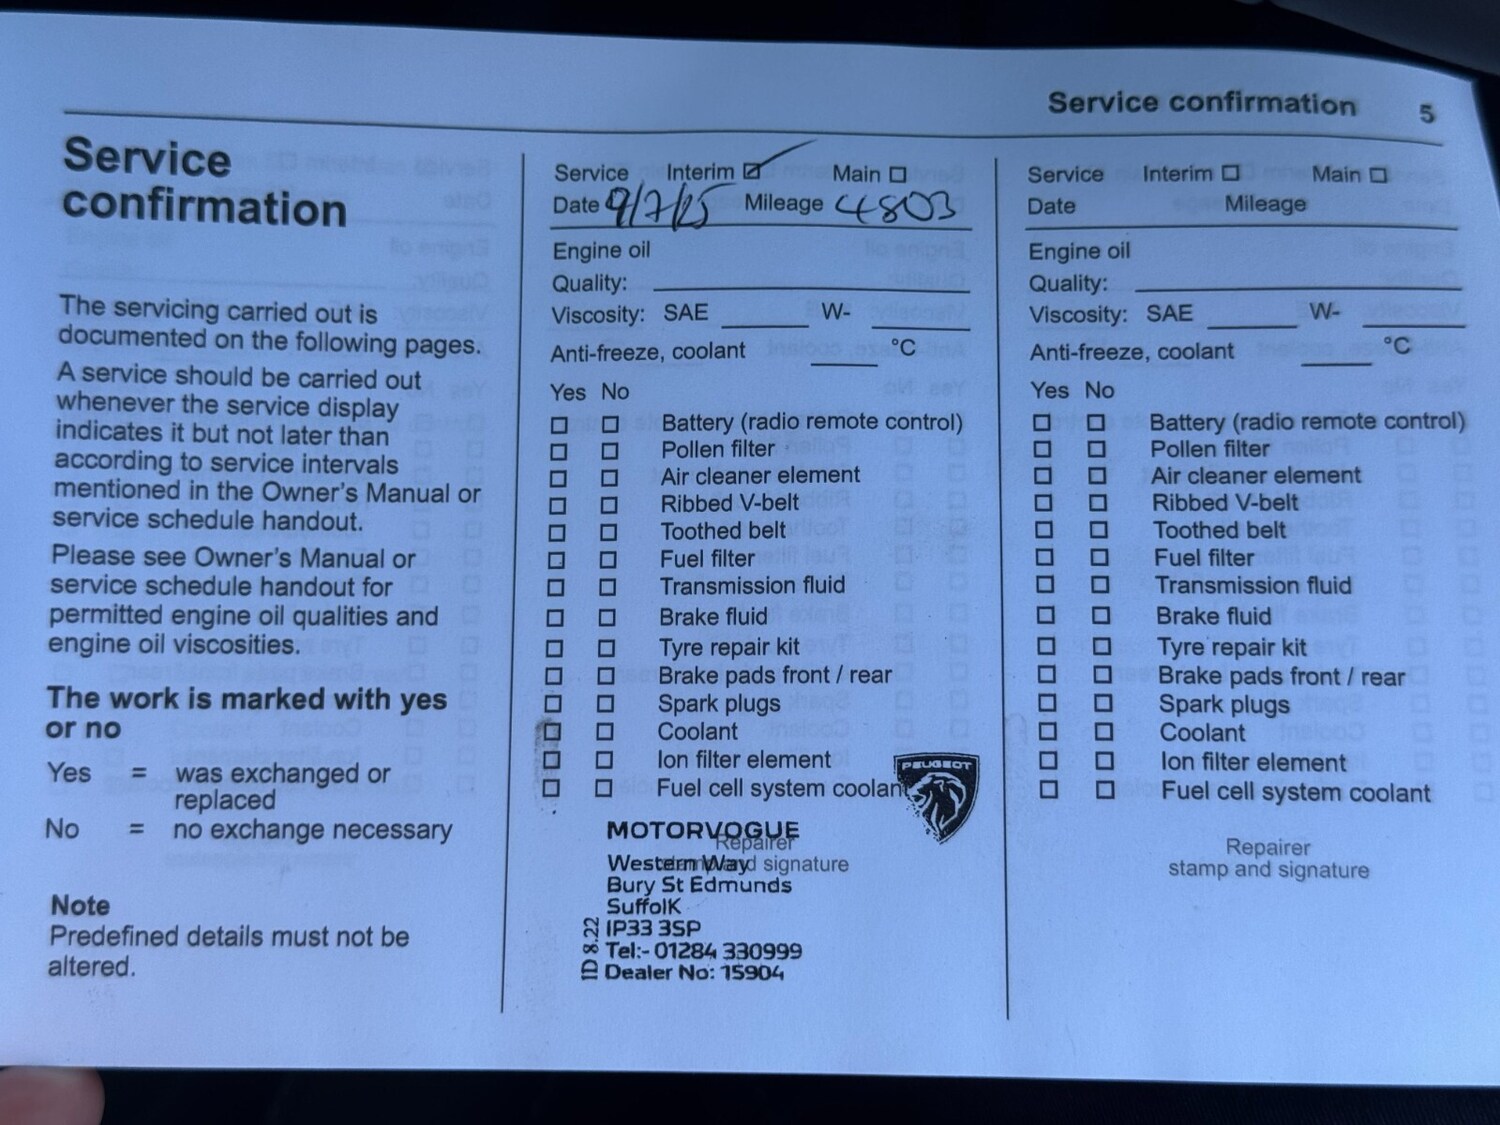 Service confirmation 5
Service
confirmation
The servicing carried out is
documented on the following pages.
A service should be carried out
whenever the service display
indicates it but not later than
according to service intervals
mentioned in the Owner's Manual or
service schedule handout.
Please see Owner's Manual or
service schedule handout for
permitted engine oil qualities and
engine oil viscosities.
The work is marked with yes
or no
Yes = was exchanged or
replaced
No = no exchange necessary
Note
Predefined details must not be
altered.
Service Interim ☑ Main ☐
Date 9/7/25 Mileage 4803
Engine oil
Quality:
Viscosity: SAE W-
Anti-freeze, coolant °C
Yes No
☐ ☐ Battery (radio remote control)
☐ ☐ Pollen filter
☐ ☐ Air cleaner element
☐ ☐ Ribbed V-belt
☐ ☐ Toothed belt
☐ ☐ Fuel filter
☐ ☐ Transmission fluid
☐ ☐ Brake fluid
☐ ☐ Tyre repair kit
☐ ☐ Brake pads front / rear
☐ ☐ Spark plugs
☐ ☐ Coolant
☐ ☐ Ion filter element
☐ ☐ Fuel cell system coolant
PEUGEOT
Repairer
stamp and signature
MOTORVOGUE
Western Way
Bury St Edmunds
SuffolK
IP33 3SP
Tel:- 01284 330999
Dealer No: 15904
ID 8.22
Service Interim ☐ Main ☐
Date Mileage
Engine oil
Quality:
Viscosity: SAE W-
Anti-freeze, coolant °C
Yes No
☐ ☐ Battery (radio remote control)
☐ ☐ Pollen filter
☐ ☐ Air cleaner element
☐ ☐ Ribbed V-belt
☐ ☐ Toothed belt
☐ ☐ Fuel filter
☐ ☐ Transmission fluid
☐ ☐ Brake fluid
☐ ☐ Tyre repair kit
☐ ☐ Brake pads front / rear
☐ ☐ Spark plugs
☐ ☐ Coolant
☐ ☐ Ion filter element
☐ ☐ Fuel cell system coolant
Repairer
stamp and signature